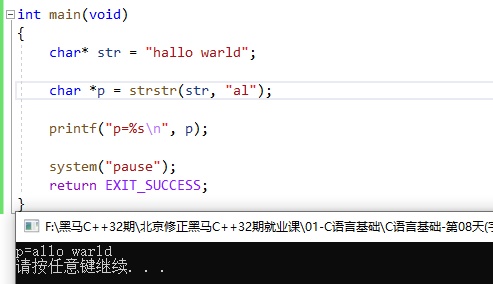 int main(void)
{
char* str = "hallo warld";
char *p = strstr(str, "al");
printf("p=%s\n", p);
system("pause");
return EXIT_SUCCESS;
}
F:\黑马C++32期\北京修正黑马C++32期就业课\01-C语言基础\C语言基础-第08天(
p=allo warld
请按任意键继续. . .